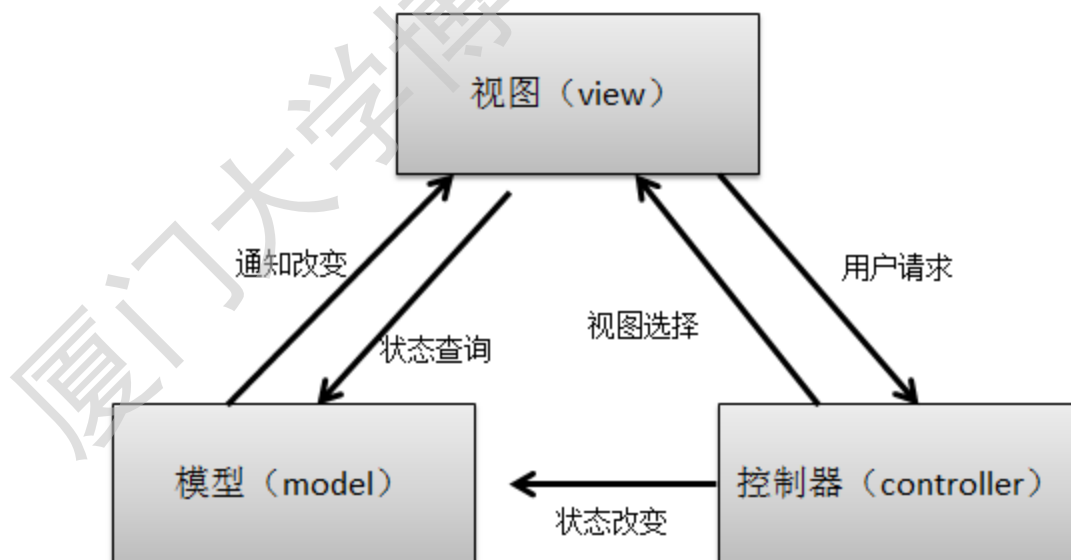 视图（view）
通知改变
用户请求
视图选择
状态查询
模型（model）
控制器（controller）
状态改变
厦门大学博